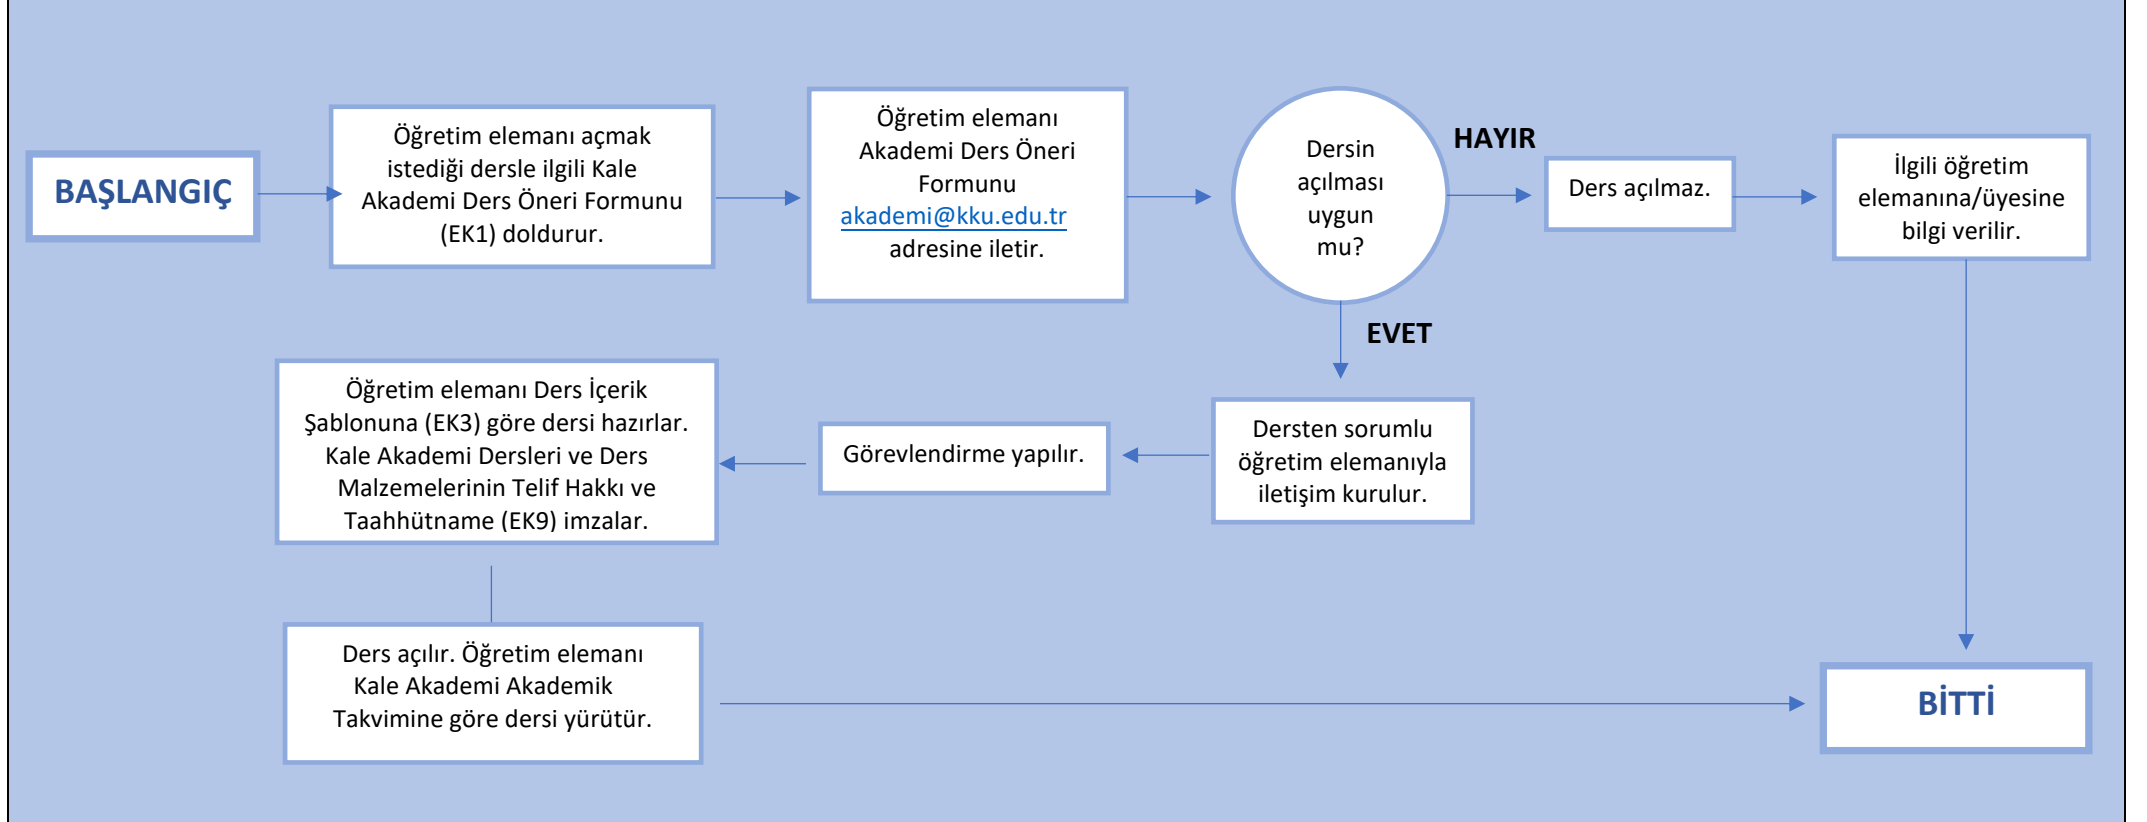 BAŞLANGIÇ
Öğretim elemanı açmak
istediği dersle ilgili Kale
Akademi Ders Öneri Formunu
(EK1) doldurur.
Öğretim elemanı
Akademi Ders Öneri
Formunu
akademi@kku.edu.tr
adresine iletir.
Dersin
açılması
uygun
mu?
HAYIR
Ders açılmaz.
İlgili öğretim
elemanına/üyesine
bilgi verilir.
EVET
Dersten sorumlu
öğretim elemanıyla
iletişim kurulur.
Görevlendirme yapılır.
Öğretim elemanı Ders İçerik
Şablonuna (EK3) göre dersi hazırlar.
Kale Akademi Dersleri ve Ders
Malzemelerinin Telif Hakkı ve
Taahhütname (EK9) imzalar.
Ders açılır. Öğretim elemanı
Kale Akademi Akademik
Takvimine göre dersi yürütür.
BİTTİ